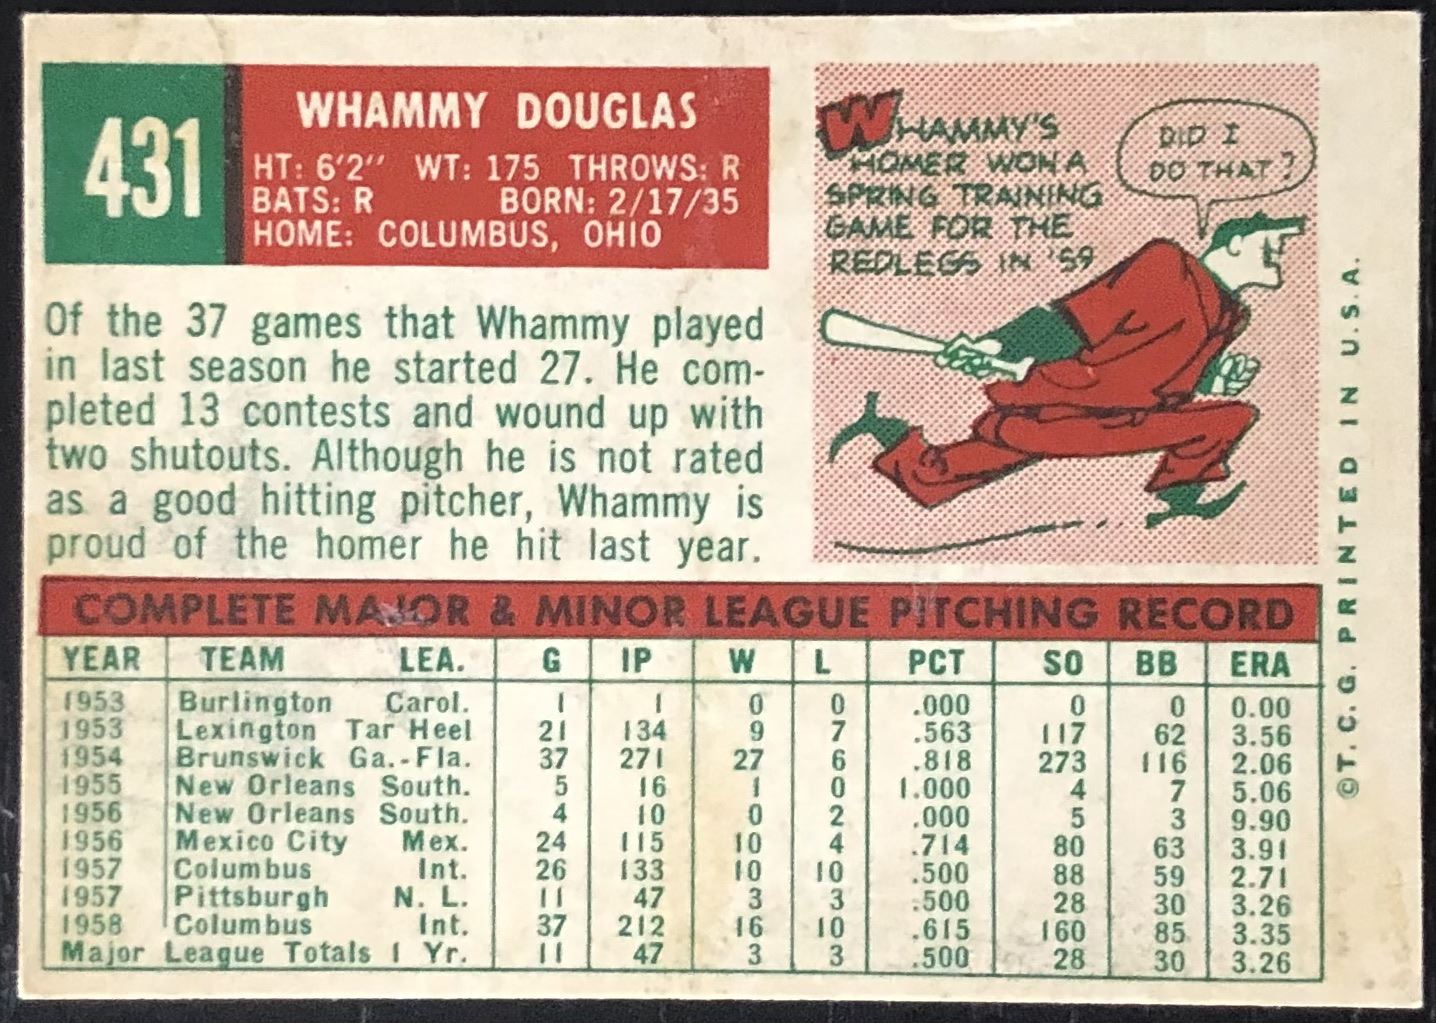 431
WHAMMY DOUGLAS
HT: 6'2" WT: 175 THROWS: R
BATS: R BORN: 2/17/35
HOME: COLUMBUS, OHIO
WHAMMY'S
HOMER WON A
SPRING TRAINING
GAME FOR THE
REDLEGS IN '59
DID I
DO THAT?
Of the 37 games that Whammy played
in last season he started 27. He com-
pleted 13 contests and wound up with
two shutouts. Although he is not rated
as a good hitting pitcher, Whammy is
proud of the homer he hit last year.
COMPLETE MAJOR & MINOR LEAGUE PITCHING RECORD
YEAR TEAM LEA. G IP W L PCT SO BB ERA
1953 Burlington Carol. 1 1 0 0 .000 0 0 0.00
1953 Lexington Tar Heel 21 134 9 7 .563 117 62 3.56
1954 Brunswick Ga.-Fla. 37 271 27 6 .818 273 116 2.06
1955 New Orleans South. 5 16 1 0 1.000 4 7 5.06
1956 New Orleans South. 4 10 0 2 .000 5 3 9.90
1956 Mexico City Mex. 24 115 10 4 .714 80 63 3.91
1957 Columbus Int. 26 133 10 10 .500 88 59 2.71
1957 Pittsburgh N. L. 11 47 3 3 .500 28 30 3.26
1958 Columbus Int. 37 212 16 10 .615 160 85 3.35
Major League Totals 1 Yr. 11 47 3 3 .500 28 30 3.26
©T. C. G. PRINTED IN U.S.A.